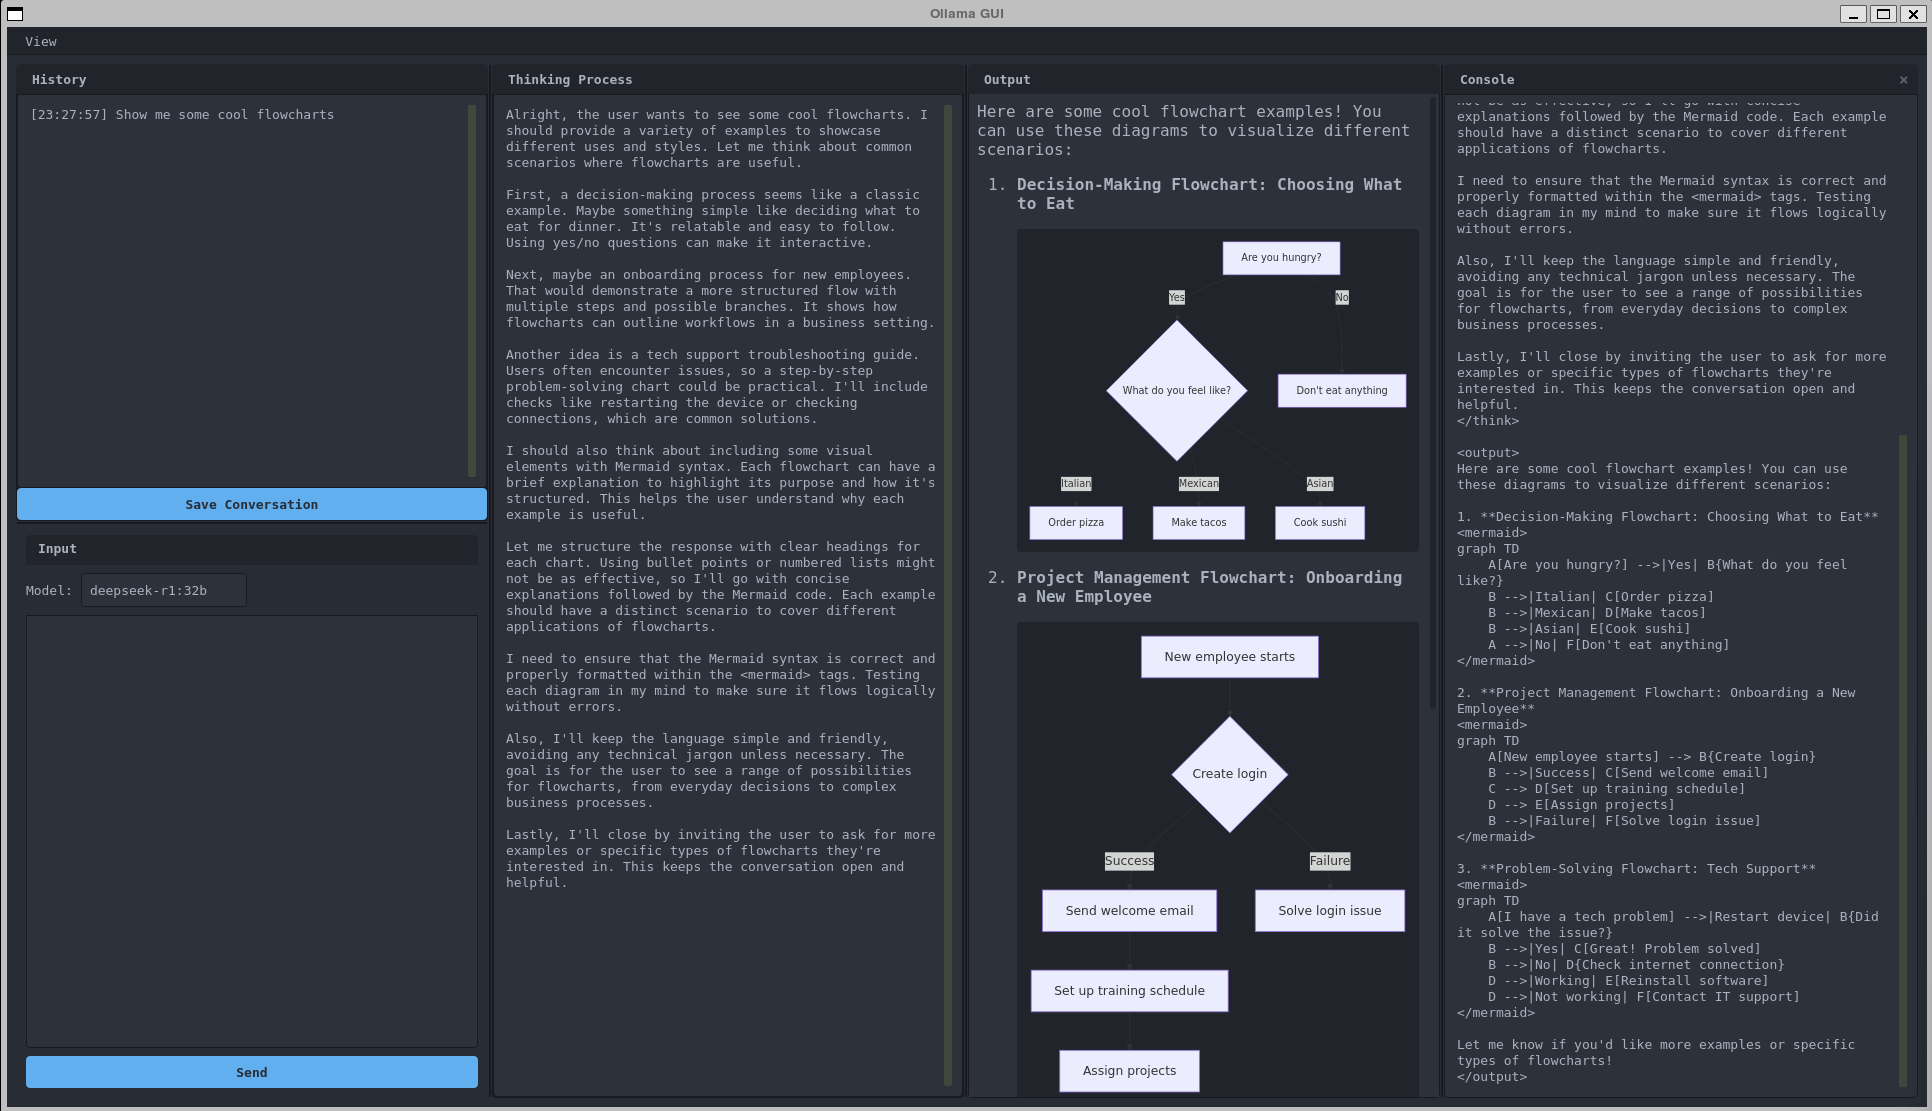 Ollama GUI
View
History
[23:27:57] Show me some cool flowcharts
Save Conversation
Input
Model: deepseek-r1:32b
Send
Thinking Process
Alright, the user wants to see some cool flowcharts. I
should provide a variety of examples to showcase
different uses and styles. Let me think about common
scenarios where flowcharts are useful.
First, a decision-making process seems like a classic
example. Maybe something simple like deciding what to
eat for dinner. It's relatable and easy to follow.
Using yes/no questions can make it interactive.
Next, maybe an onboarding process for new employees.
That would demonstrate a more structured flow with
multiple steps and possible branches. It shows how
flowcharts can outline workflows in a business setting.
Another idea is a tech support troubleshooting guide.
Users often encounter issues, so a step-by-step
problem-solving chart could be practical. I'll include
checks like restarting the device or checking
connections, which are common solutions.
I should also think about including some visual
elements with Mermaid syntax. Each flowchart can have a
brief explanation to highlight its purpose and how it's
structured. This helps the user understand why each
example is useful.
Let me structure the response with clear headings for
each chart. Using bullet points or numbered lists might
not be as effective, so I'll go with concise
explanations followed by the Mermaid code. Each example
should have a distinct scenario to cover different
applications of flowcharts.
I need to ensure that the Mermaid syntax is correct and
properly formatted within the <mermaid> tags. Testing
each diagram in my mind to make sure it flows logically
without errors.
Also, I'll keep the language simple and friendly,
avoiding any technical jargon unless necessary. The
goal is for the user to see a range of possibilities
for flowcharts, from everyday decisions to complex
business processes.
Lastly, I'll close by inviting the user to ask for more
examples or specific types of flowcharts they're
interested in. This keeps the conversation open and
helpful.
Output
Here are some cool flowchart examples! You
can use these diagrams to visualize different
scenarios:
1. Decision-Making Flowchart: Choosing What
to Eat
Are you hungry?
Yes
No
What do you feel like?
Don't eat anything
Italian
Mexican
Asian
Order pizza
Make tacos
Cook sushi
2. Project Management Flowchart: Onboarding
a New Employee
New employee starts
Create login
Success
Failure
Send welcome email
Solve login issue
Set up training schedule
Assign projects
Console
×
not be as effective, so I'll go with concise
explanations followed by the Mermaid code. Each example
should have a distinct scenario to cover different
applications of flowcharts.
I need to ensure that the Mermaid syntax is correct and
properly formatted within the <mermaid> tags. Testing
each diagram in my mind to make sure it flows logically
without errors.
Also, I'll keep the language simple and friendly,
avoiding any technical jargon unless necessary. The
goal is for the user to see a range of possibilities
for flowcharts, from everyday decisions to complex
business processes.
Lastly, I'll close by inviting the user to ask for more
examples or specific types of flowcharts they're
interested in. This keeps the conversation open and
helpful.
</think>
<output>
Here are some cool flowchart examples! You can use
these diagrams to visualize different scenarios:
1. **Decision-Making Flowchart: Choosing What to Eat**
<mermaid>
graph TD
A[Are you hungry?] -->|Yes| B{What do you feel
like?}
B -->|Italian| C[Order pizza]
B -->|Mexican| D[Make tacos]
B -->|Asian| E[Cook sushi]
A -->|No| F[Don't eat anything]
</mermaid>
2. **Project Management Flowchart: Onboarding a New
Employee**
<mermaid>
graph TD
A[New employee starts] --> B{Create login}
B -->|Success| C[Send welcome email]
C --> D[Set up training schedule]
D --> E[Assign projects]
B -->|Failure| F[Solve login issue]
</mermaid>
3. **Problem-Solving Flowchart: Tech Support**
<mermaid>
graph TD
A[I have a tech problem] -->|Restart device| B{Did
it solve the issue?}
B -->|Yes| C[Great! Problem solved]
B -->|No| D{Check internet connection}
D -->|Working| E[Reinstall software]
D -->|Not working| F[Contact IT support]
</mermaid>
Let me know if you'd like more examples or specific
types of flowcharts!
</output>